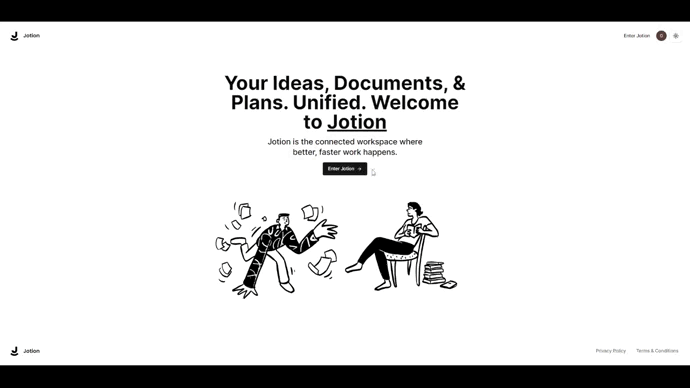 Jotion
Enter Jotion
Your Ideas, Documents, &
Plans. Unified. Welcome
to Jotion
Jotion is the connected workspace where
better, faster work happens.
Enter Jotion →
Jotion
Privacy Policy
Terms & Conditions